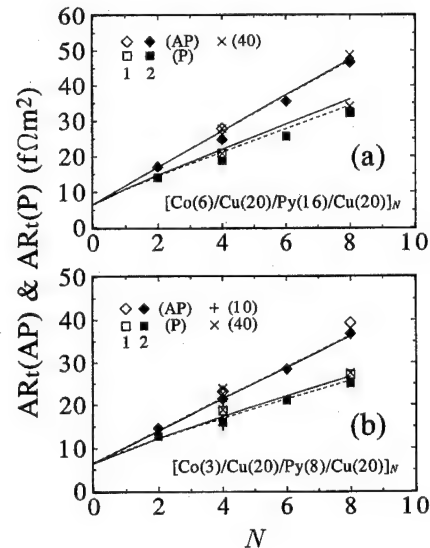 ARt(AP) & ARt(P) (fΩm²)
60
50
40
30
20
10
0
◇ ◆ (AP) × (40)
□ ■ (P)
1 2
(a)
[Co(6)/Cu(20)/Py(16)/Cu(20)]N
0 2 4 6 8 10
50
40
30
20
10
0
◇ ◆ (AP) + (10)
□ ■ (P) × (40)
1 2
(b)
[Co(3)/Cu(20)/Py(8)/Cu(20)]N
0 2 4 6 8 10
N